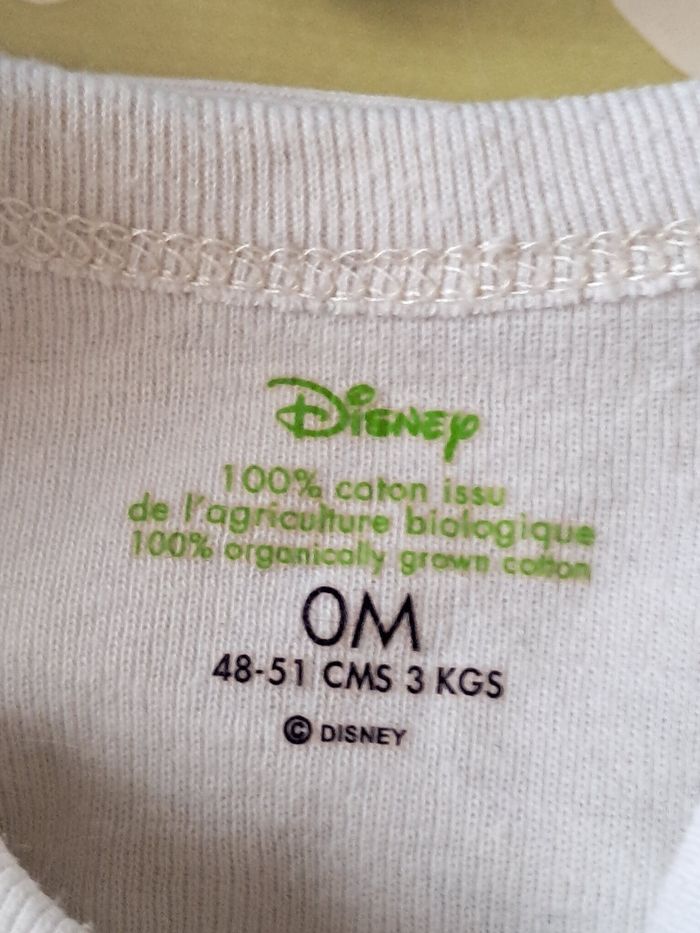 Disney
100% coton issu
de l'agriculture biologique
100% organically grown cotton
0M
48-51 CMS 3 KGS
© DISNEY